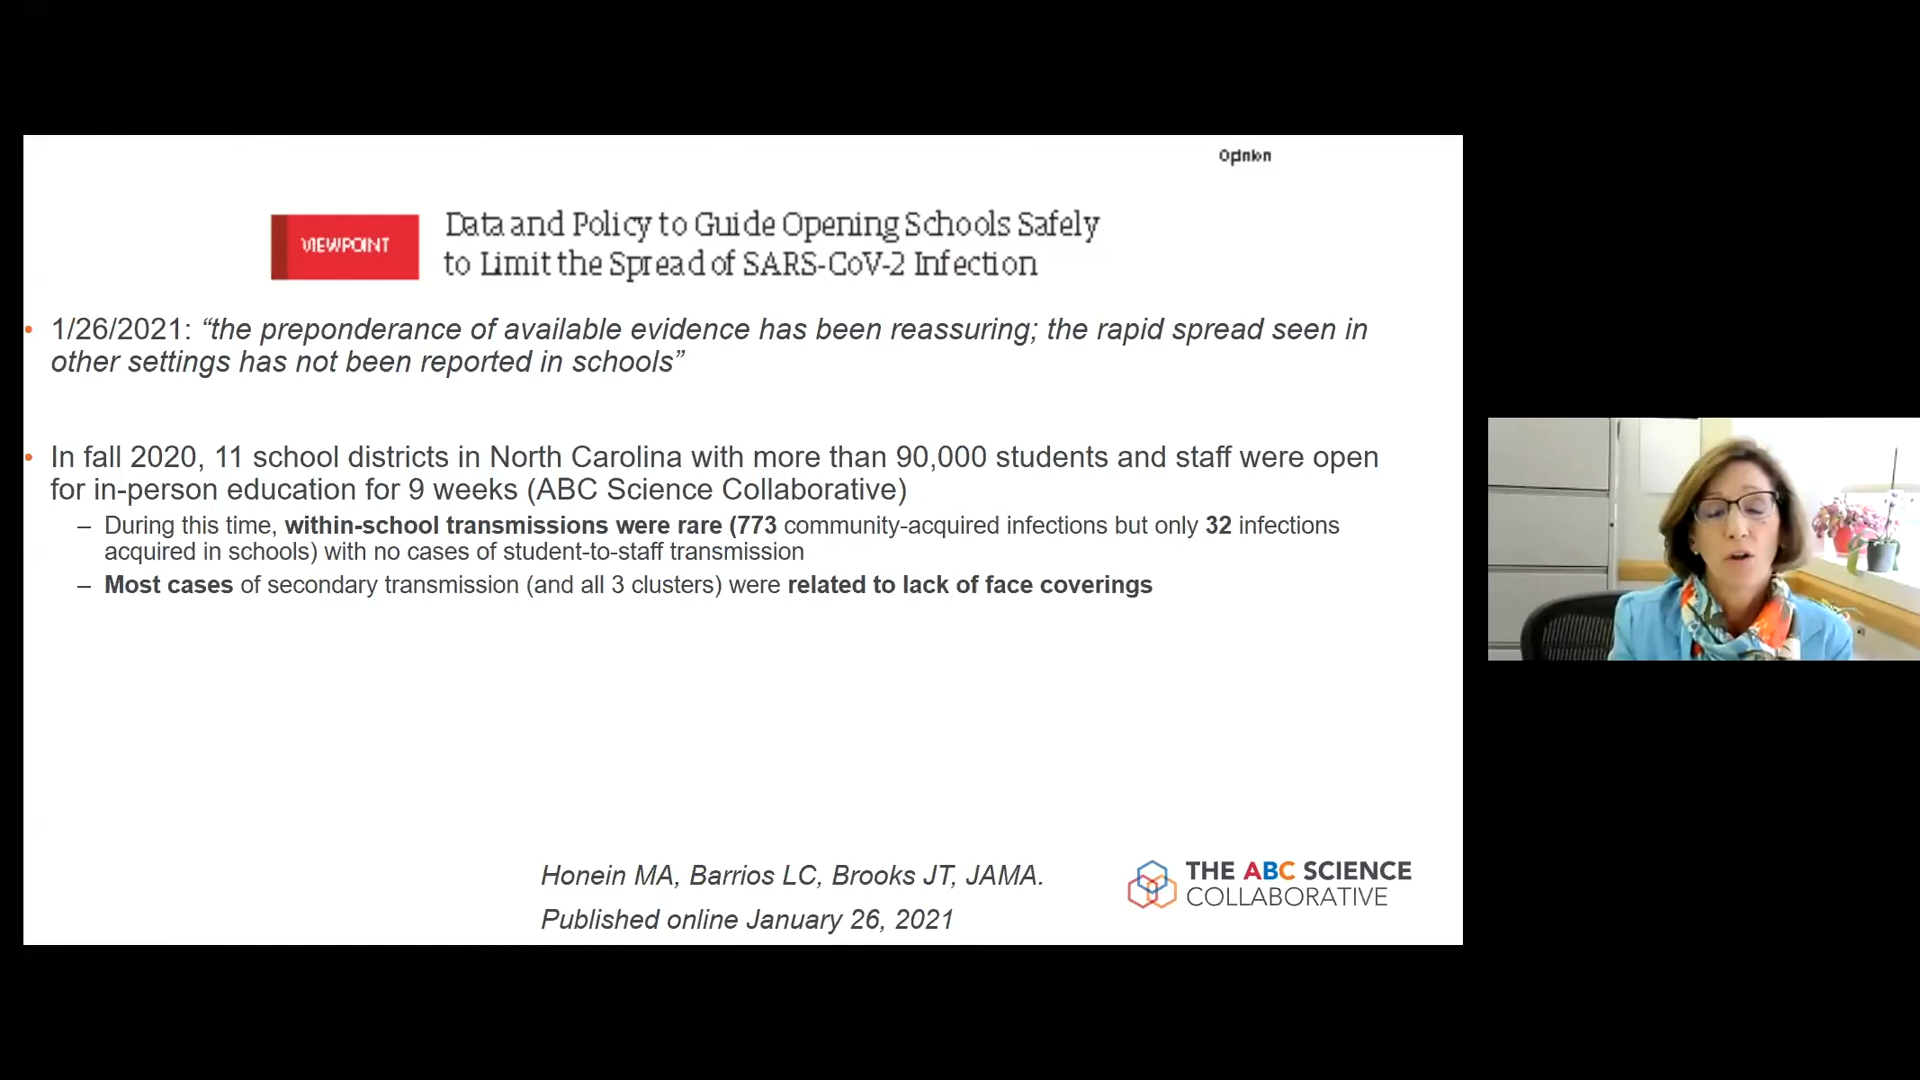 Opinion
VIEWPOINT
Data and Policy to Guide Opening Schools Safely
to Limit the Spread of SARS-CoV-2 Infection
• 1/26/2021: “the preponderance of available evidence has been reassuring; the rapid spread seen in
other settings has not been reported in schools”
• In fall 2020, 11 school districts in North Carolina with more than 90,000 students and staff were open
for in-person education for 9 weeks (ABC Science Collaborative)
– During this time, within-school transmissions were rare (773 community-acquired infections but only 32 infections
acquired in schools) with no cases of student-to-staff transmission
– Most cases of secondary transmission (and all 3 clusters) were related to lack of face coverings
Honein MA, Barrios LC, Brooks JT, JAMA.
Published online January 26, 2021
THE ABC SCIENCE
COLLABORATIVE